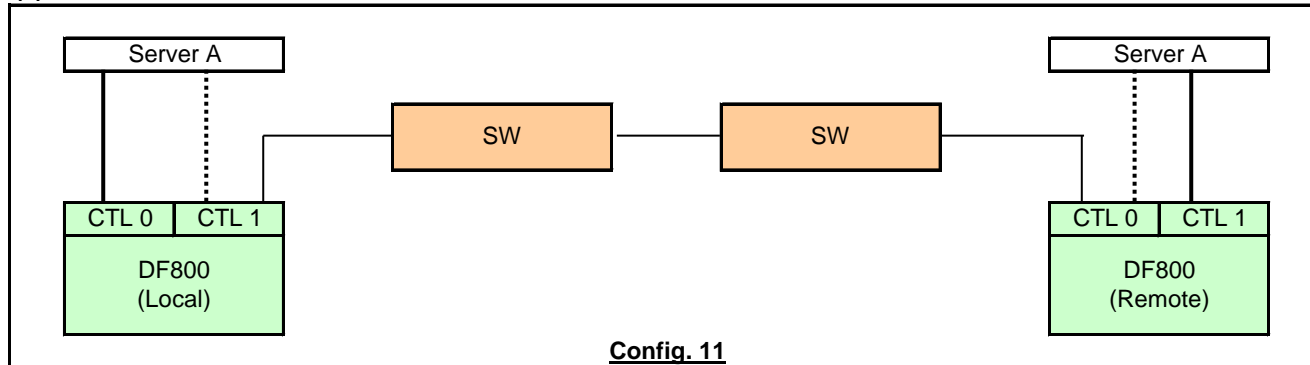 Server A
Server A
SW
SW
CTL 0
CTL 1
CTL 0
CTL 1
DF800
(Local)
DF800
(Remote)
Config. 11